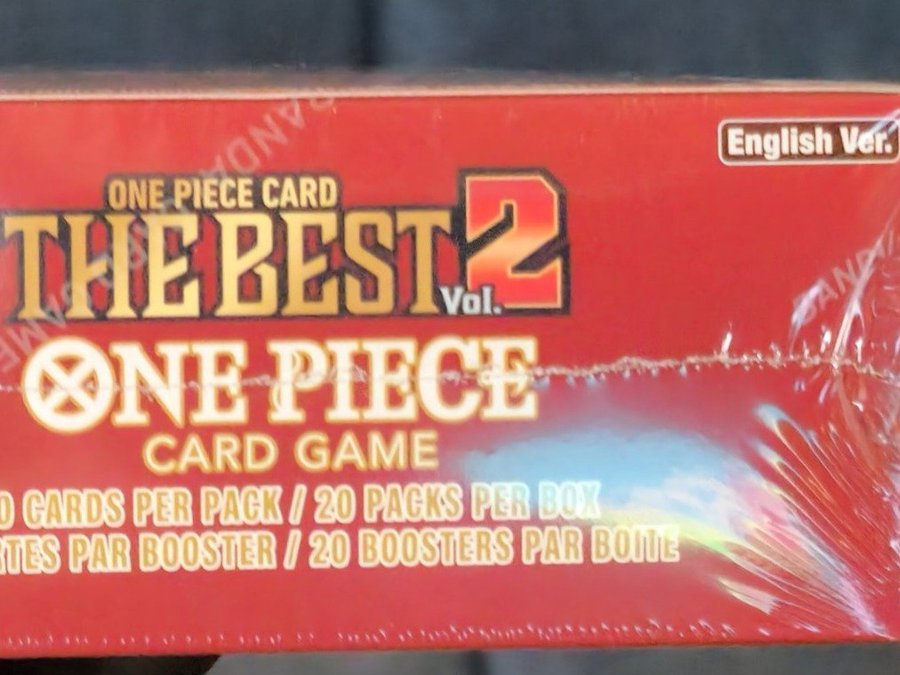 English Ver.
ONE PIECE CARD
THE BEST
Vol. 2
ONE PIECE
CARD GAME
0 CARDS PER PACK / 20 PACKS PER BOX
RTES PAR BOOSTER / 20 BOOSTERS PAR BOITE